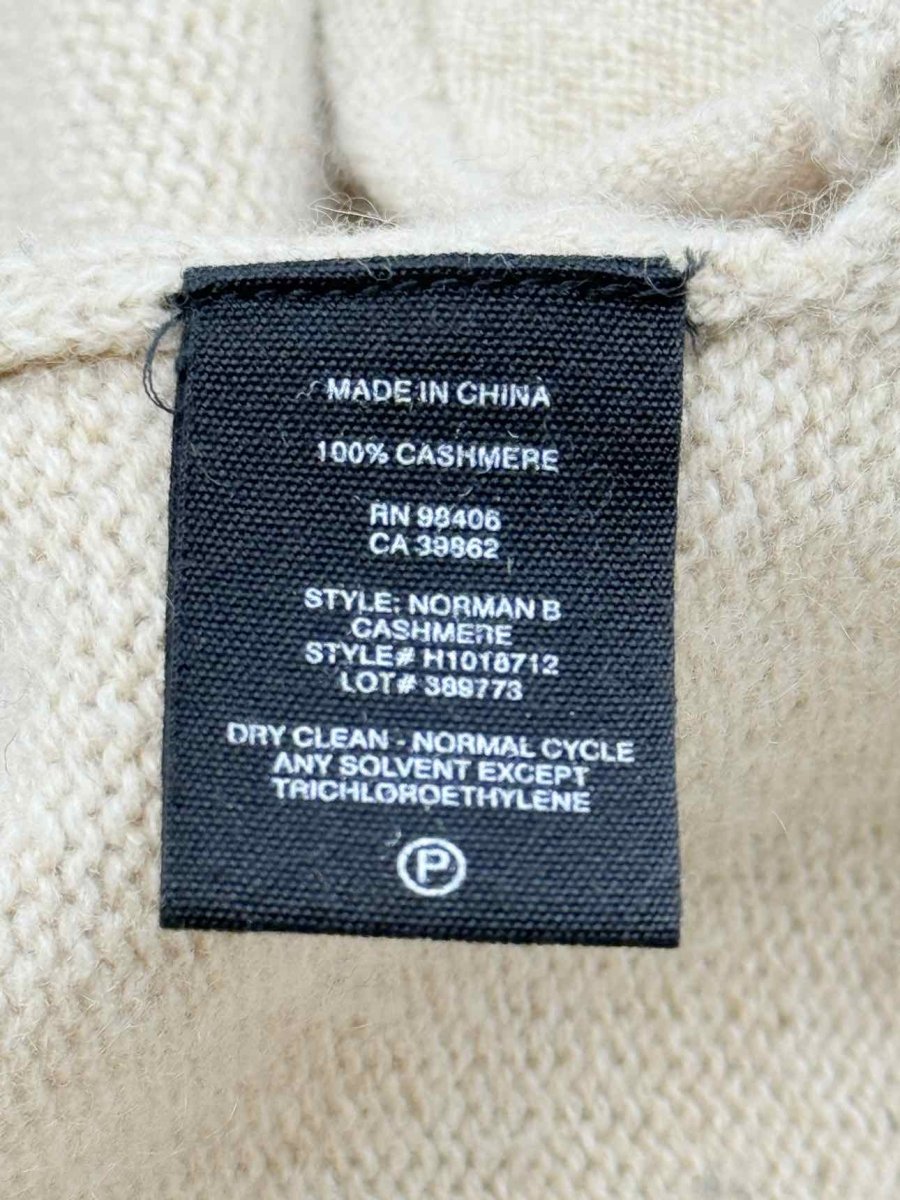 MADE IN CHINA
100% CASHMERE
RN 98406
CA 39862
STYLE: NORMAN B
CASHMERE
STYLE# H1018712
LOT# 389773
DRY CLEAN - NORMAL CYCLE
ANY SOLVENT EXCEPT
TRICHLOROETHYLENE
P